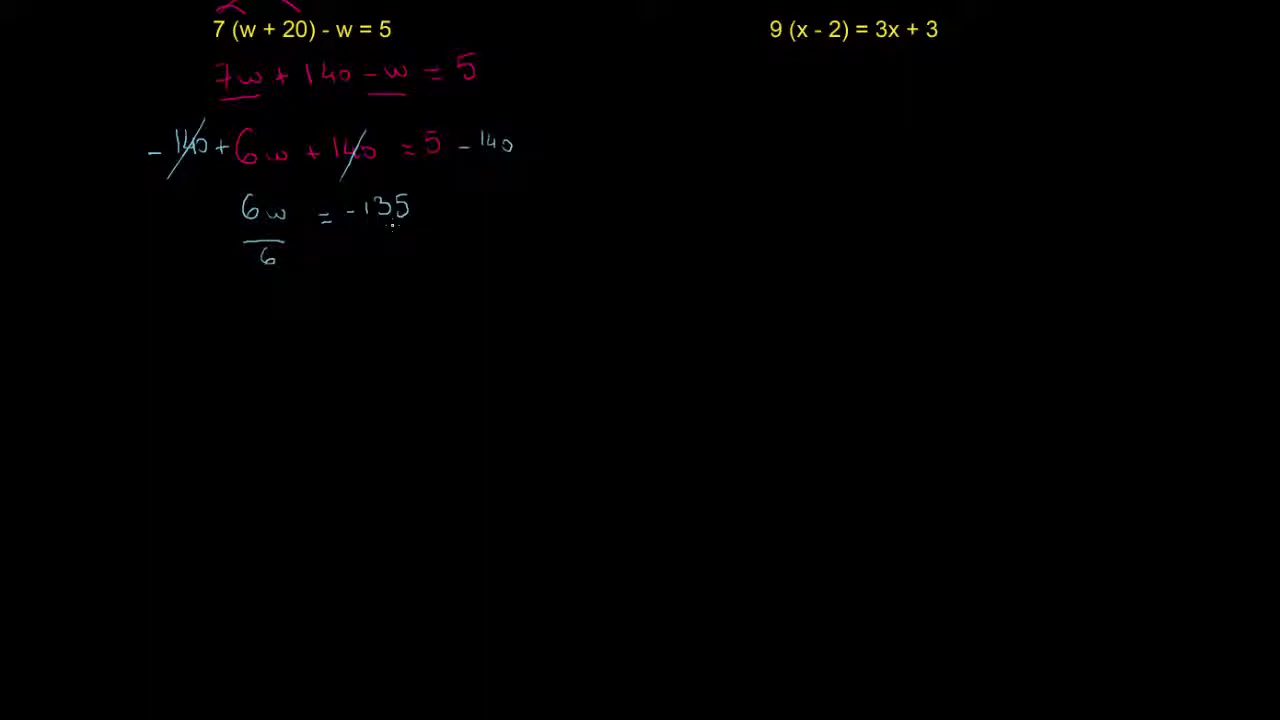 7 (w + 20) - w = 5
7w + 140 - w = 5
- 140 + 6w + 140 = 5 - 140
6w = -135
6
9 (x - 2) = 3x + 3